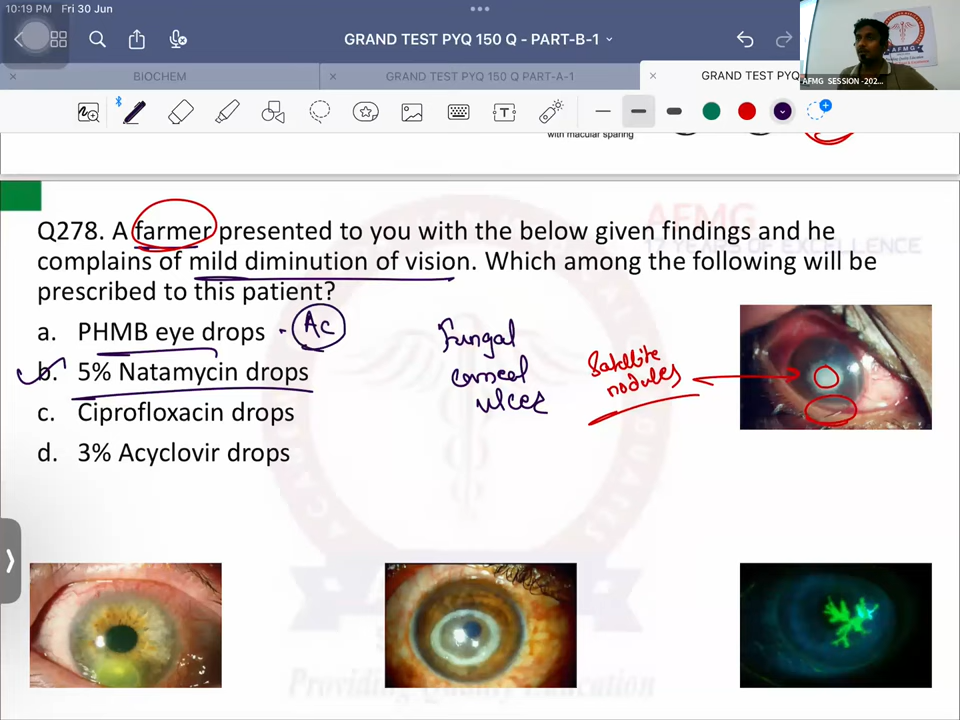 10:19 PM Fri 30 Jun
GRAND TEST PYQ 150 Q - PART-B-1
BIOCHEM
GRAND TEST PYQ 150 Q PART-A-1
GRAND TEST PYQ
AFMG SESSION -202...
with macular sparing
AFMG
17 YEARS OF EXCELLENCE
Q278. A farmer presented to you with the below given findings and he
complains of mild diminution of vision. Which among the following will be
prescribed to this patient?
a. PHMB eye drops - Ac
b. 5% Natamycin drops
c. Ciprofloxacin drops
d. 3% Acyclovir drops
Fungal
corneal
ulcer
Satellite
nodules
Providing Quality Education